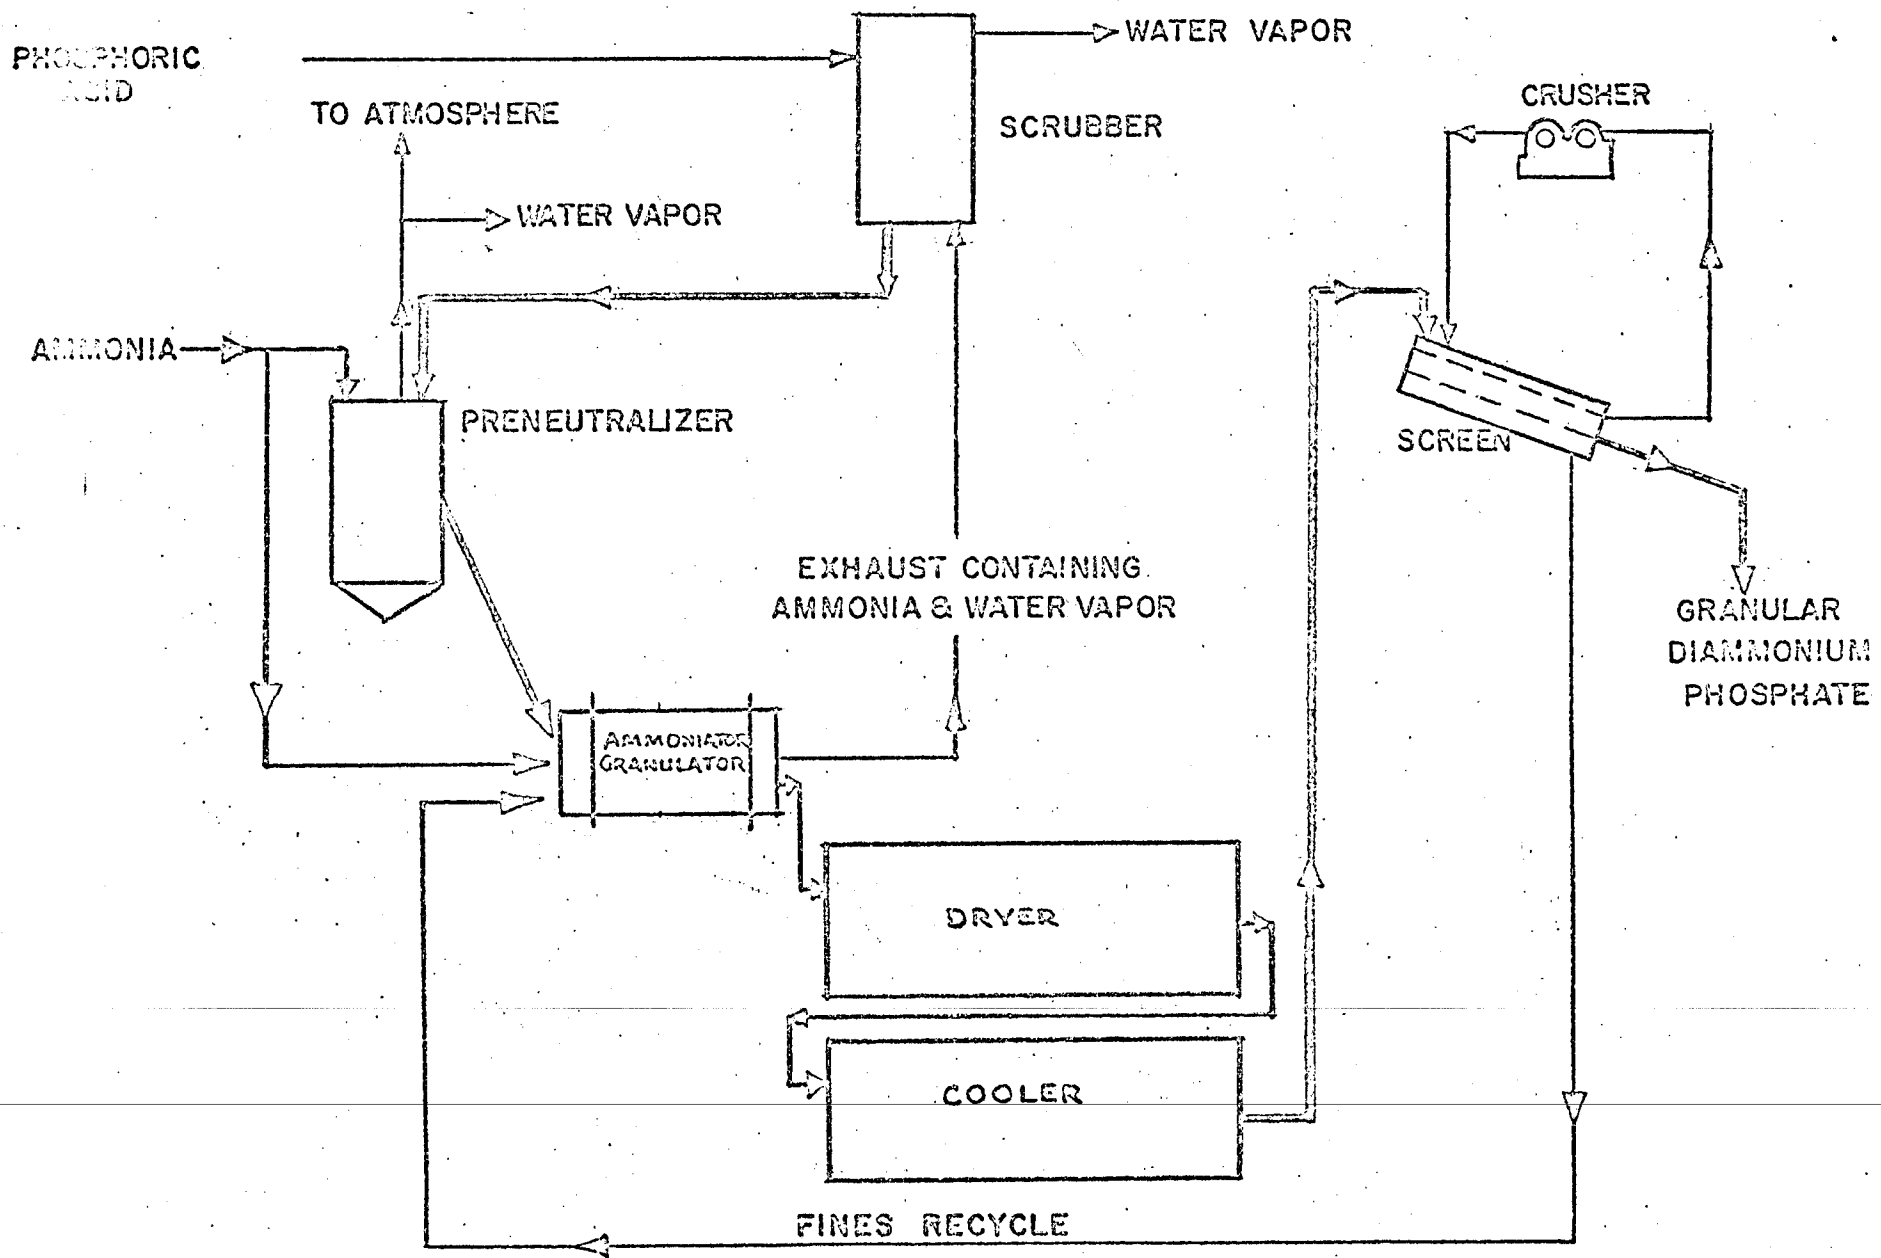 WATER VAPOR
PHOSPHORIC
ACID
CRUSHER
TO ATMOSPHERE
SCRUBBER
WATER VAPOR
AMMONIA
PRENEUTRALIZER
SCREEN
EXHAUST CONTAINING
AMMONIA & WATER VAPOR
GRANULAR
DIAMMONIUM
PHOSPHATE
AMMONIATOR
GRANULATOR
DRYER
COOLER
FINES RECYCLE